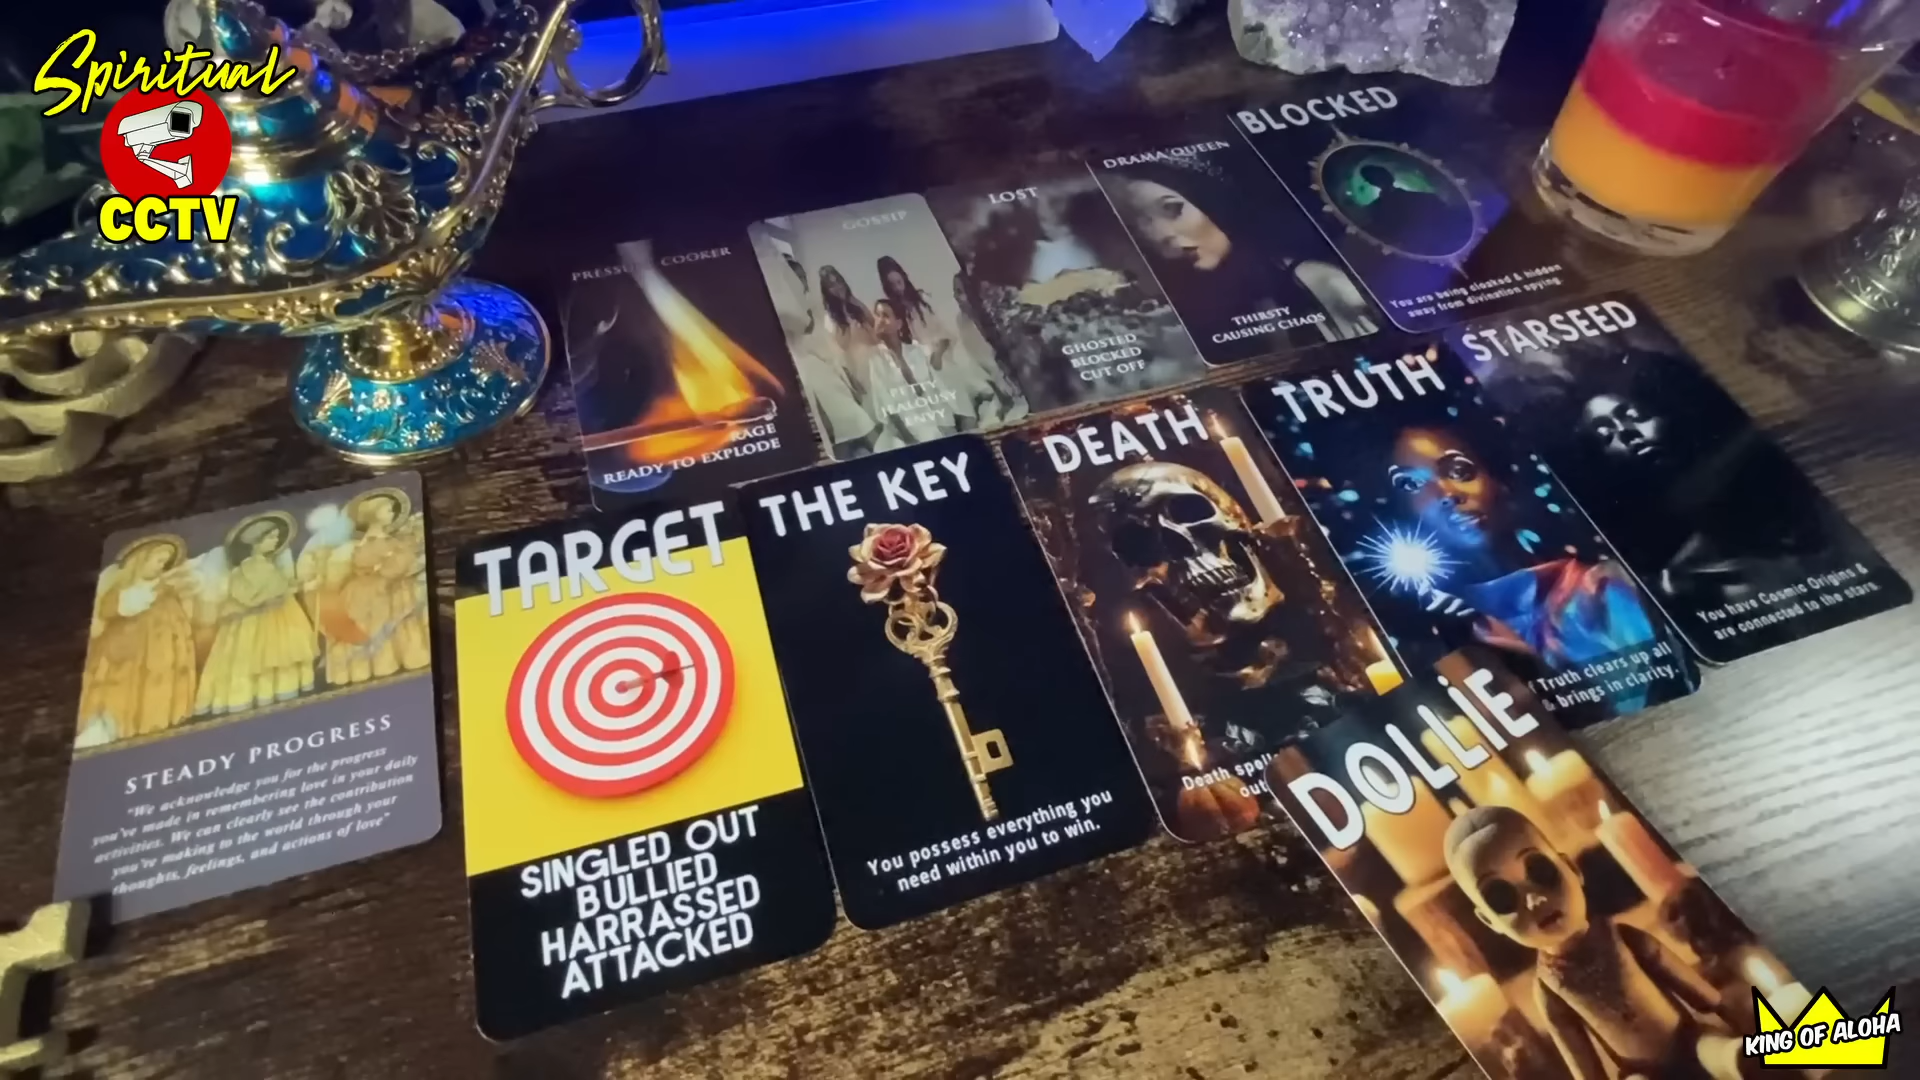 Spiritual
CCTV
PRESSURE COOKER
RAGE
READY TO EXPLODE
GOSSIP
PETTY
JEALOUSY
ENVY
LOST
GHOSTED
BLOCKED
CUT OFF
DRAMA QUEEN
THIRSTY
CAUSING CHAOS
BLOCKED
You are being cloaked & hidden
away from divination spying.
STEADY PROGRESS
"We acknowledge you for the progress
you've made in remembering love in your daily
activities. We can clearly see the contribution
you're making to the world through your
thoughts, feelings, and actions of love"
TARGET
SINGLED OUT
BULLIED
HARRASSED
ATTACKED
THE KEY
You possess everything you
need within you to win.
DEATH
Death spell
out
TRUTH
Truth clears up all
& brings in clarity.
STARSEED
You have Cosmic Origins &
are connected to the stars.
DOLLIE
KING OF ALOHA